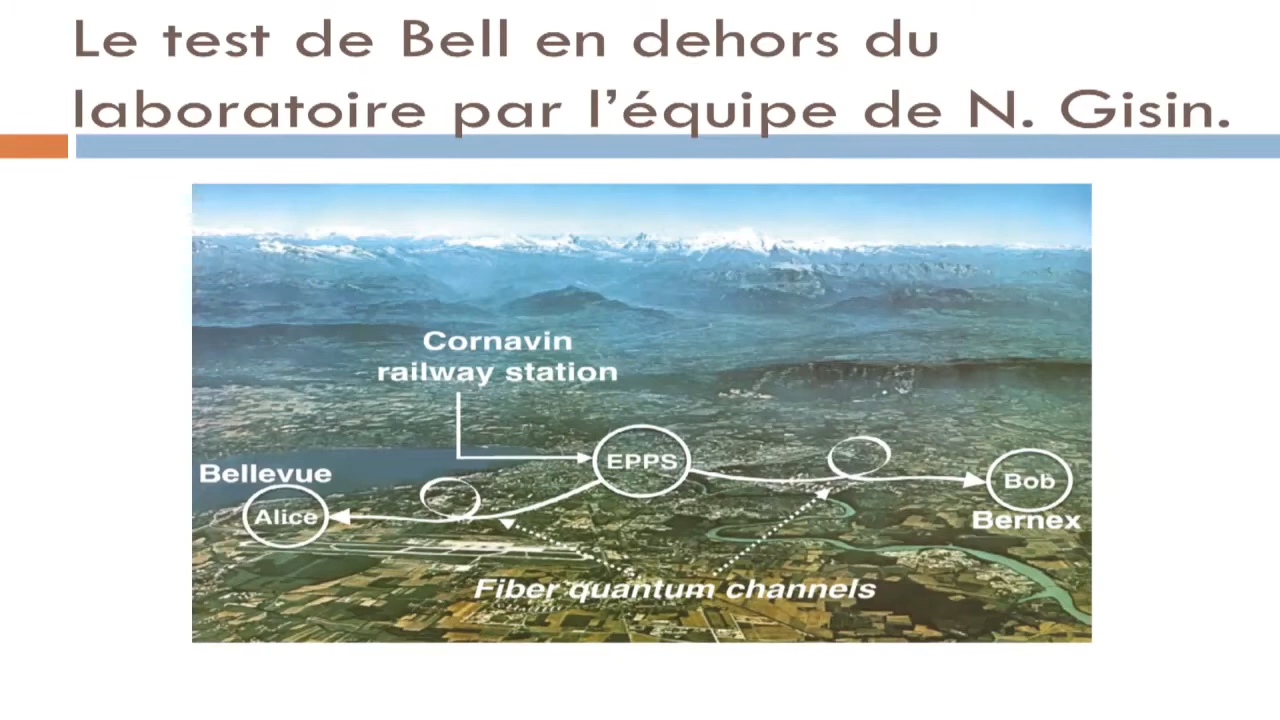 Le test de Bell en dehors du
laboratoire par l’équipe de N. Gisin.
Cornavin
railway station
EPPS
Bellevue
Alice
Bob
Bernex
Fiber quantum channels